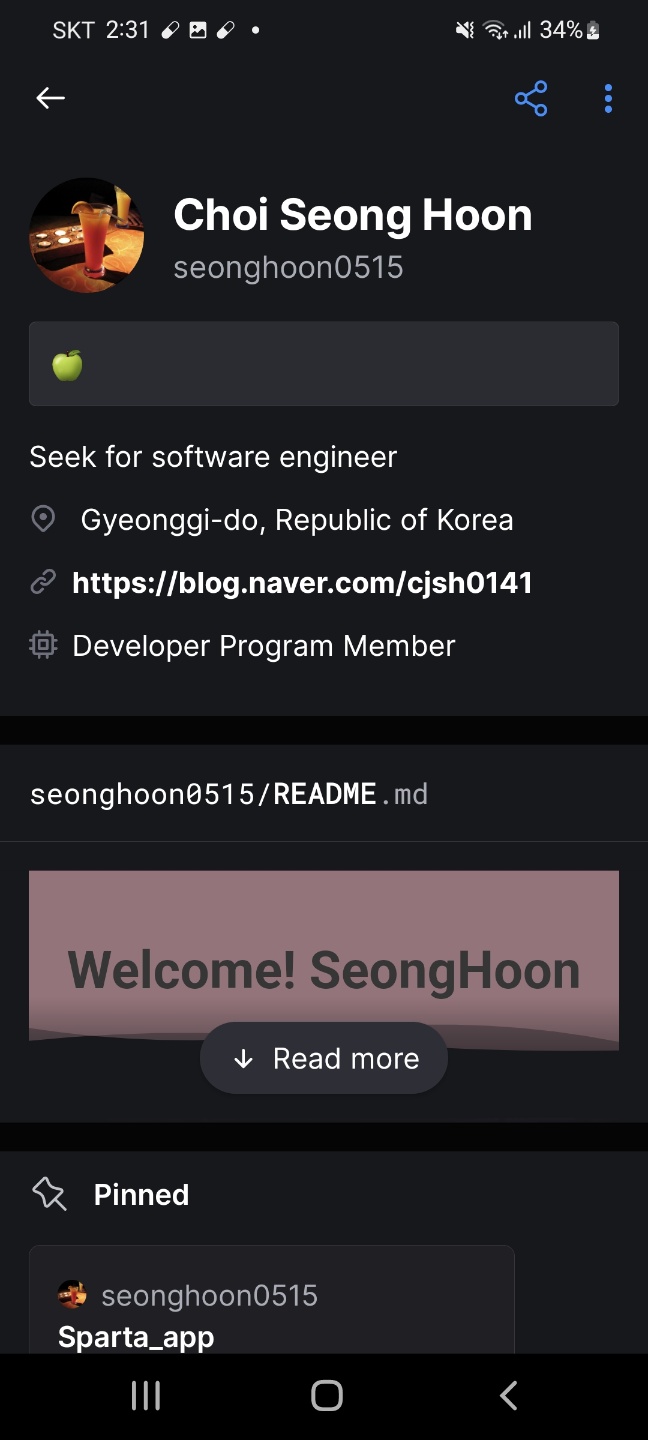 SKT 2:31 34%
Choi Seong Hoon
seonghoon0515
Seek for software engineer
Gyeonggi-do, Republic of Korea
https://blog.naver.com/cjsh0141
Developer Program Member
seonghoon0515/README.md
Welcome! SeongHoon
Read more
Pinned
seonghoon0515
Sparta_app